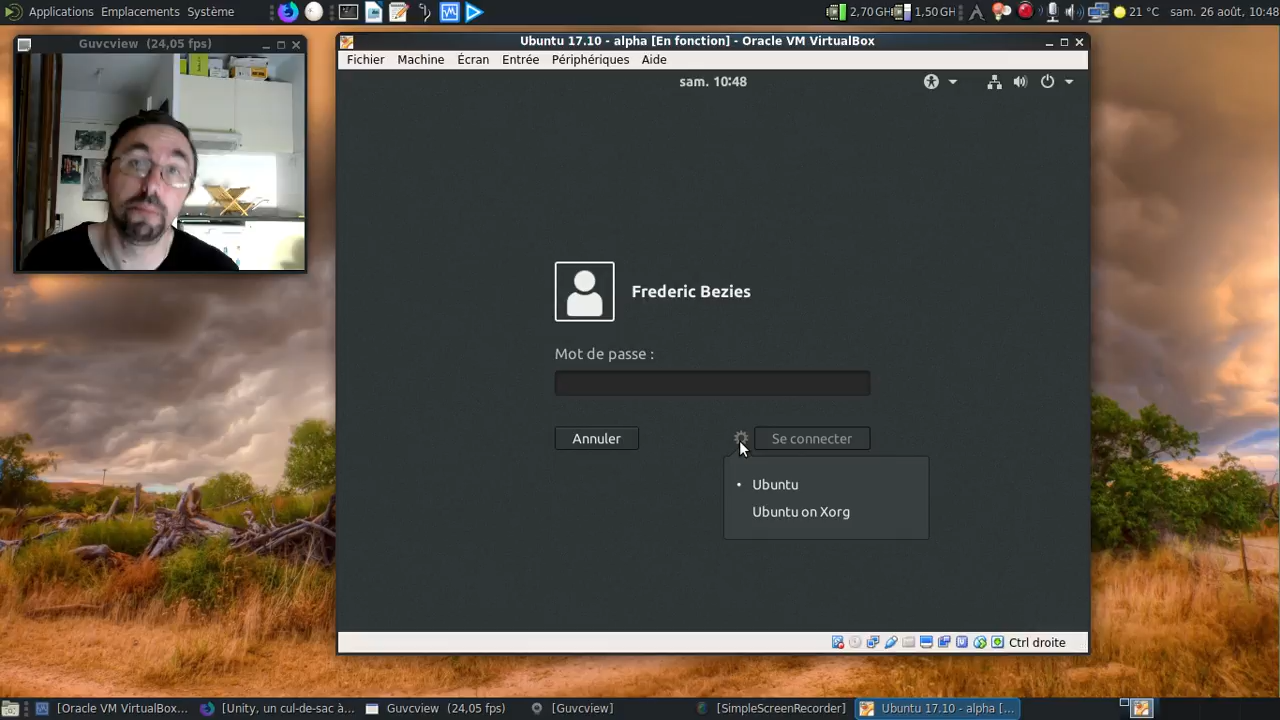 Applications Emplacements Système
2,70 GH 1,50 GH 21 °C sam. 26 août, 10:48
Guvcview (24,05 fps)
Ubuntu 17.10 - alpha [En fonction] - Oracle VM VirtualBox
Fichier Machine Écran Entrée Périphériques Aide
sam. 10:48
Frederic Bezies
Mot de passe :
Annuler Se connecter
• Ubuntu
Ubuntu on Xorg
Ctrl droite
[Oracle VM VirtualBo... [Unity, un cul-de-sac à... Guvcview (24,05 fps) [Guvcview] [SimpleScreenRecorder] Ubuntu 17.10 - alpha [...